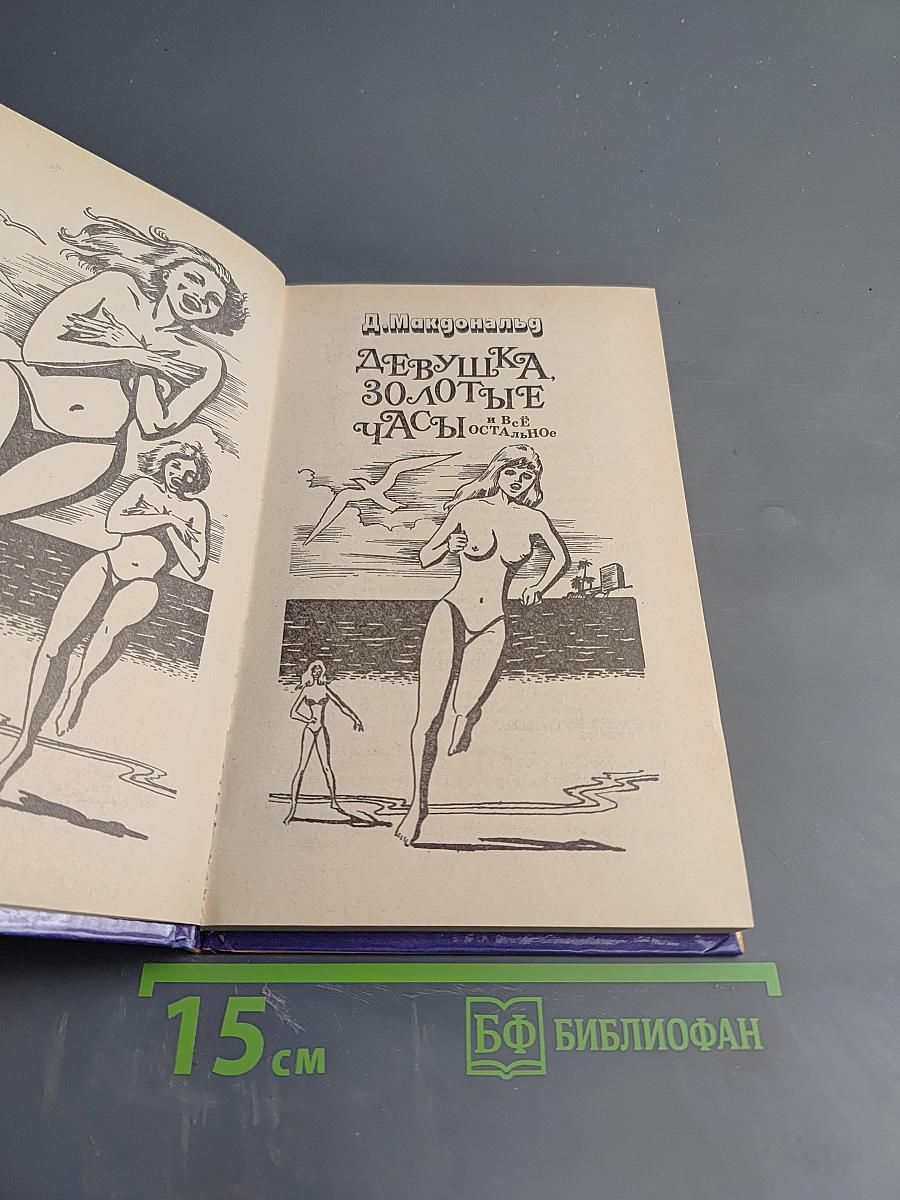 Д.Макдональд
ДЕВУШКА,
ЗОЛОТЫЕ
ЧАСЫ и ВСЁ
ОСТАЛЬНОЕ
15 см
БФ БИБЛИОФАН